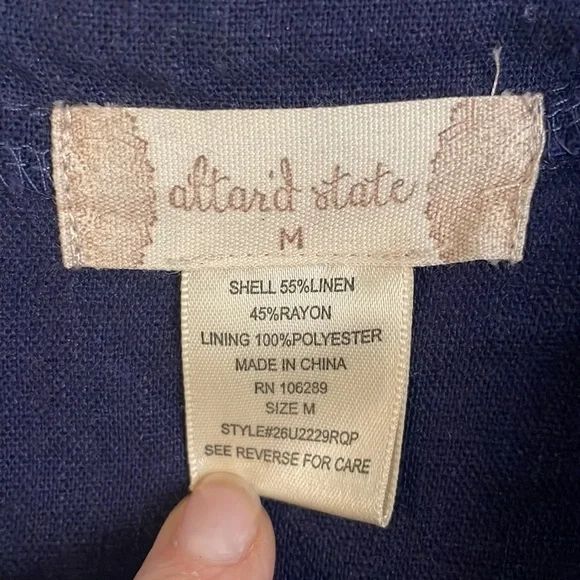 altar'd state
M
SHELL 55%LINEN
45%RAYON
LINING 100%POLYESTER
MADE IN CHINA
RN 106289
SIZE M
STYLE#26U2229RQP
SEE REVERSE FOR CARE